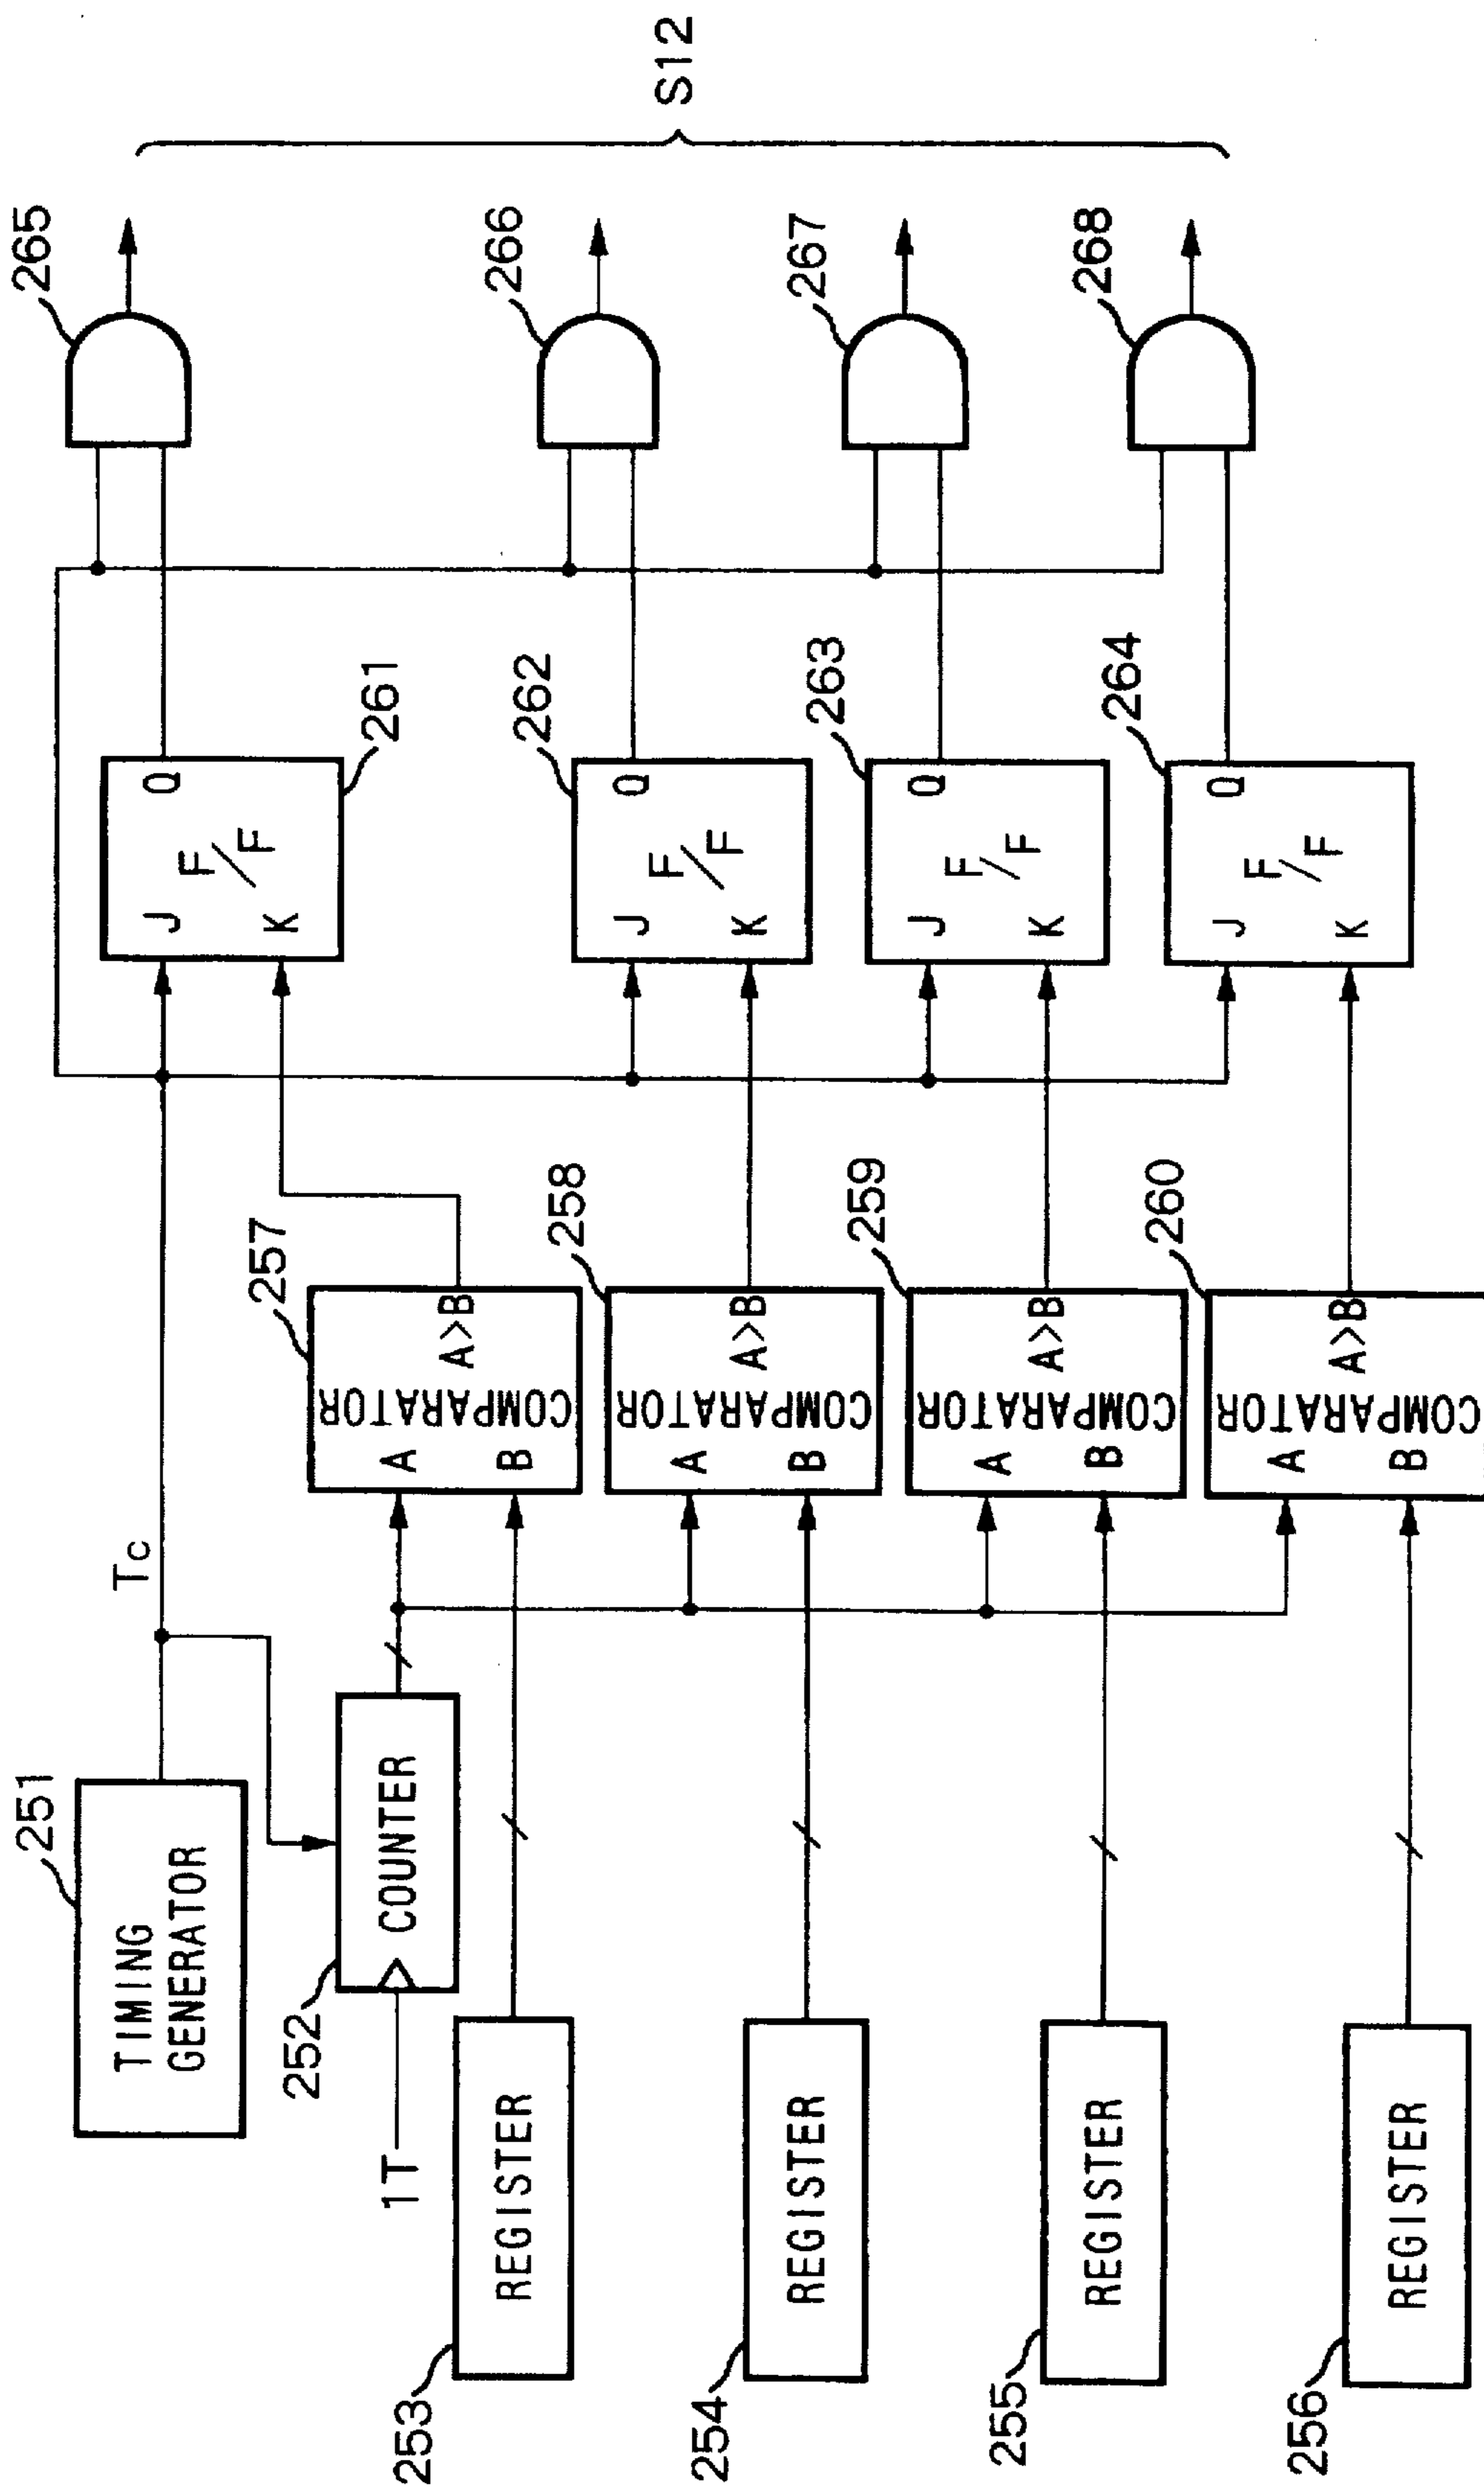 251
TIMING
GENERATOR
Tc
252
COUNTER
1T
253
REGISTER
254
REGISTER
255
REGISTER
256
REGISTER
257
COMPARATOR
A
B
A>B
258
COMPARATOR
A
B
A>B
259
COMPARATOR
A
B
A>B
260
COMPARATOR
A
B
A>B
261
J
K
F/F
Q
262
J
K
F/F
Q
263
J
K
F/F
Q
264
J
K
F/F
Q
265
266
267
268
S12